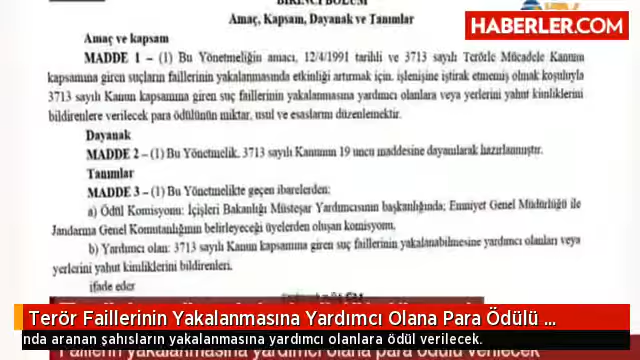 BİRİNCİ BÖLÜM
HABERLER.COM
Amaç, Kapsam, Dayanak ve Tanımlar
Amaç ve kapsam
MADDE 1 – (1) Bu Yönetmeliğin amacı, 12/4/1991 tarihli ve 3713 sayılı Terörle Mücadele Kanunu
kapsamına giren suçların faillerinin yakalanmasında etkinliği artırmak için, işlenişine iştirak etmemiş olmak koşuluyla
3713 sayılı Kanun kapsamına giren suç faillerinin yakalanmasına yardımcı olanlara veya yerlerini yahut kimliklerini
bildirenlere verilecek para ödülünün miktar, usul ve esaslarını düzenlemektir.
Dayanak
MADDE 2 – (1) Bu Yönetmelik, 3713 sayılı Kanunun 19 uncu maddesine dayanılarak hazırlanmıştır.
Tanımlar
MADDE 3 – (1) Bu Yönetmelikte geçen ibarelerden;
a) Ödül Komisyonu: İçişleri Bakanlığı Müsteşar Yardımcısının başkanlığında; Emniyet Genel Müdürlüğü ile
Jandarma Genel Komutanlığının belirleyeceği üyelerden oluşan komisyonu,
b) Yardımcı olan: 3713 sayılı Kanun kapsamına giren suç faillerinin yakalanabilmesine yardımcı olanları veya
yerlerini yahut kimliklerini bildirenleri,
ifade eder
Terör Faillerinin Yakalanmasına Yardımcı Olana Para Ödülü ...
nda aranan şahısların yakalanmasına yardımcı olanlara ödül verilecek.
Faillerin yakalanmasına yardımcı olana para ödülü verilecek